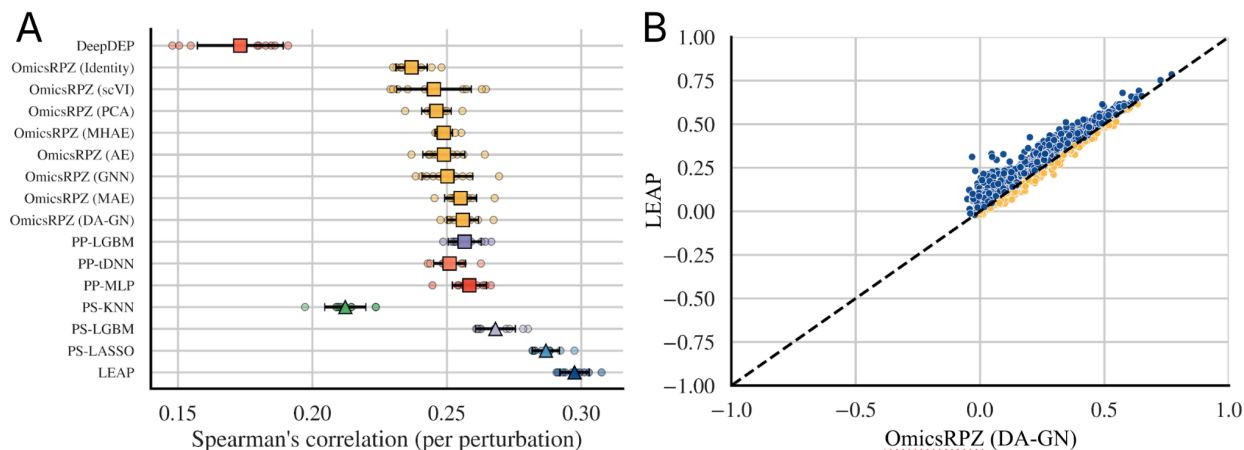 A
DeepDEP
OmicsRPZ (Identity)
OmicsRPZ (scVI)
OmicsRPZ (PCA)
OmicsRPZ (MHAE)
OmicsRPZ (AE)
OmicsRPZ (GNN)
OmicsRPZ (MAE)
OmicsRPZ (DA-GN)
PP-LGBM
PP-tDNN
PP-MLP
PS-KNN
PS-LGBM
PS-LASSO
LEAP
0.15 0.20 0.25 0.30
Spearman's correlation (per perturbation)
B
1.00
0.75
0.50
0.25
0.00
−0.25
−0.50
−0.75
−1.00
LEAP
−1.0 −0.5 0.0 0.5 1.0
OmicsRPZ (DA-GN)